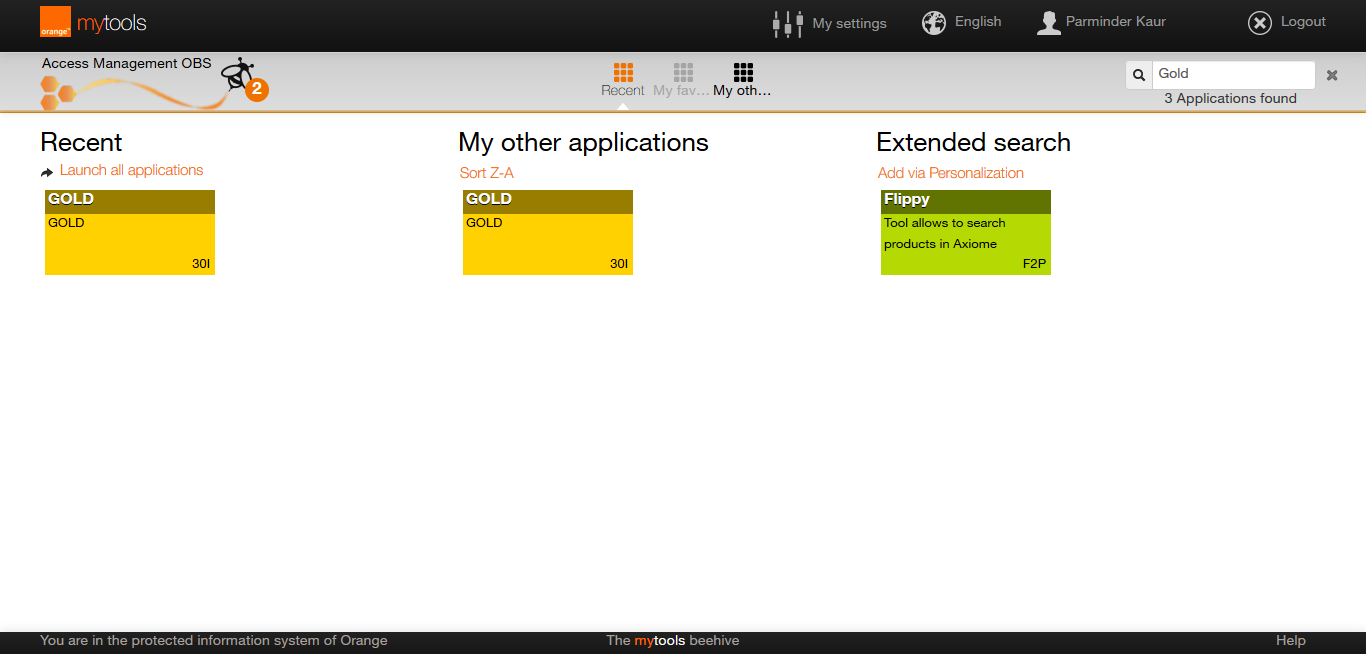 orange™
mytools
My settings
English
Parminder Kaur
Logout
Access Management OBS
2
Recent
My fav...
My oth...
Gold
3 Applications found
Recent
Launch all applications
GOLD
GOLD
30I
My other applications
Sort Z-A
GOLD
GOLD
30I
Extended search
Add via Personalization
Flippy
Tool allows to search
products in Axiome
F2P
You are in the protected information system of Orange
The mytools beehive
Help